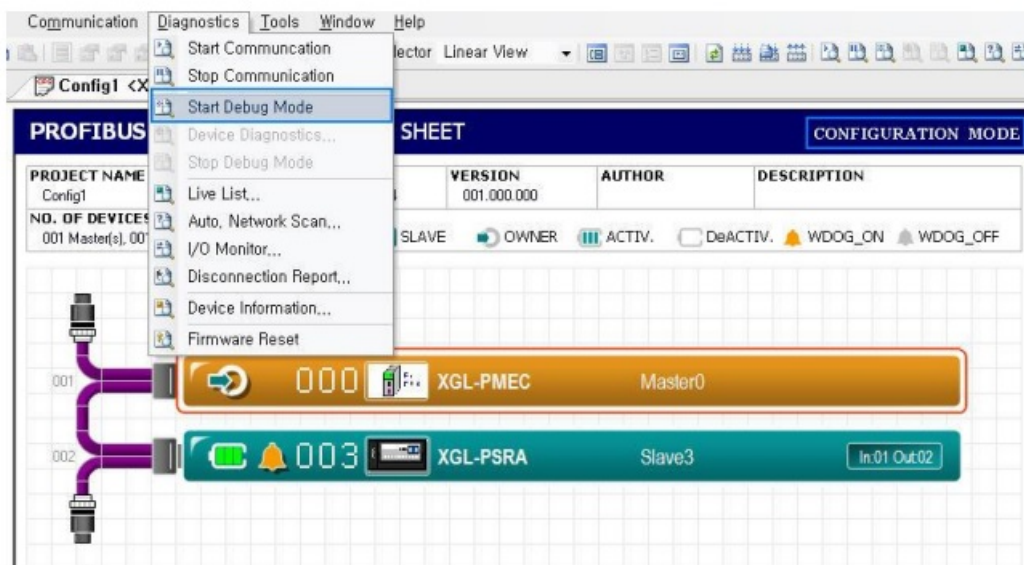 Communication Diagnostics Tools Window Help
Start Communcation
lector Linear View
Stop Communication
Config1 <X
Start Debug Mode
PROFIBUS SHEET CONFIGURATION MODE
Device Diagnostics...
Stop Debug Mode
PROJECT NAME VERSION AUTHOR DESCRIPTION
Config1 001.000.000
Live List...
NO. OF DEVICES
Auto, Network Scan...
001 Master(s), 00 SLAVE OWNER ACTIV. DeACTIV. WDOG_ON WDOG_OFF
I/O Monitor...
Disconnection Report...
Device Information...
Firmware Reset
001 000 XGL-PMEC Master0
002 003 XGL-PSRA Slave3 In:01 Out:02